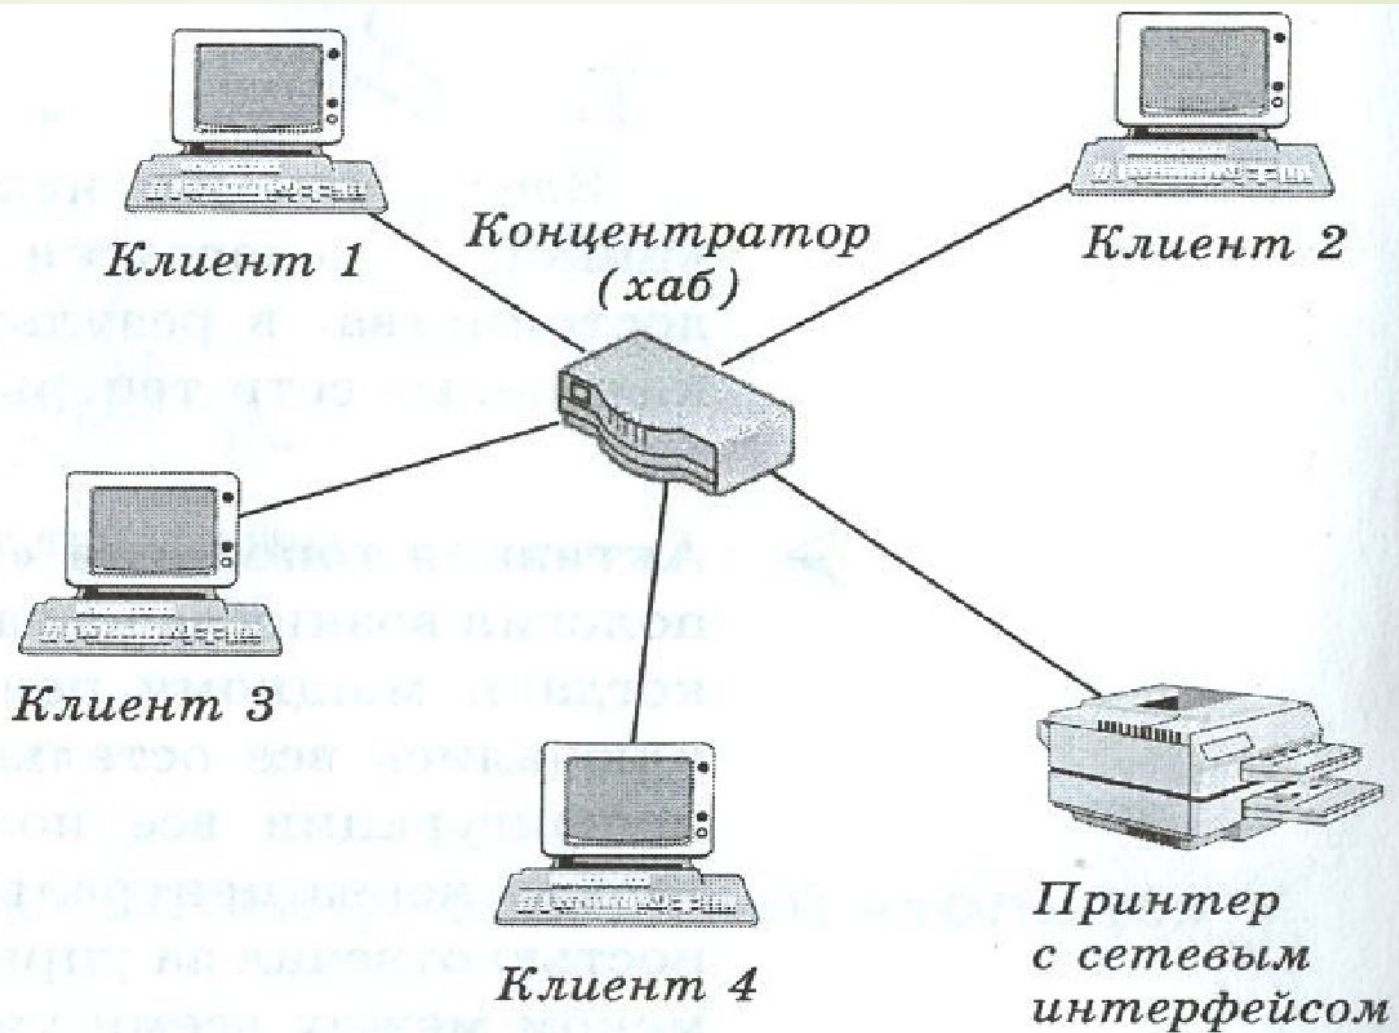 Клиент 1
Концентратор
(хаб)
Клиент 2
Клиент 3
Клиент 4
Принтер
с сетевым
интерфейсом